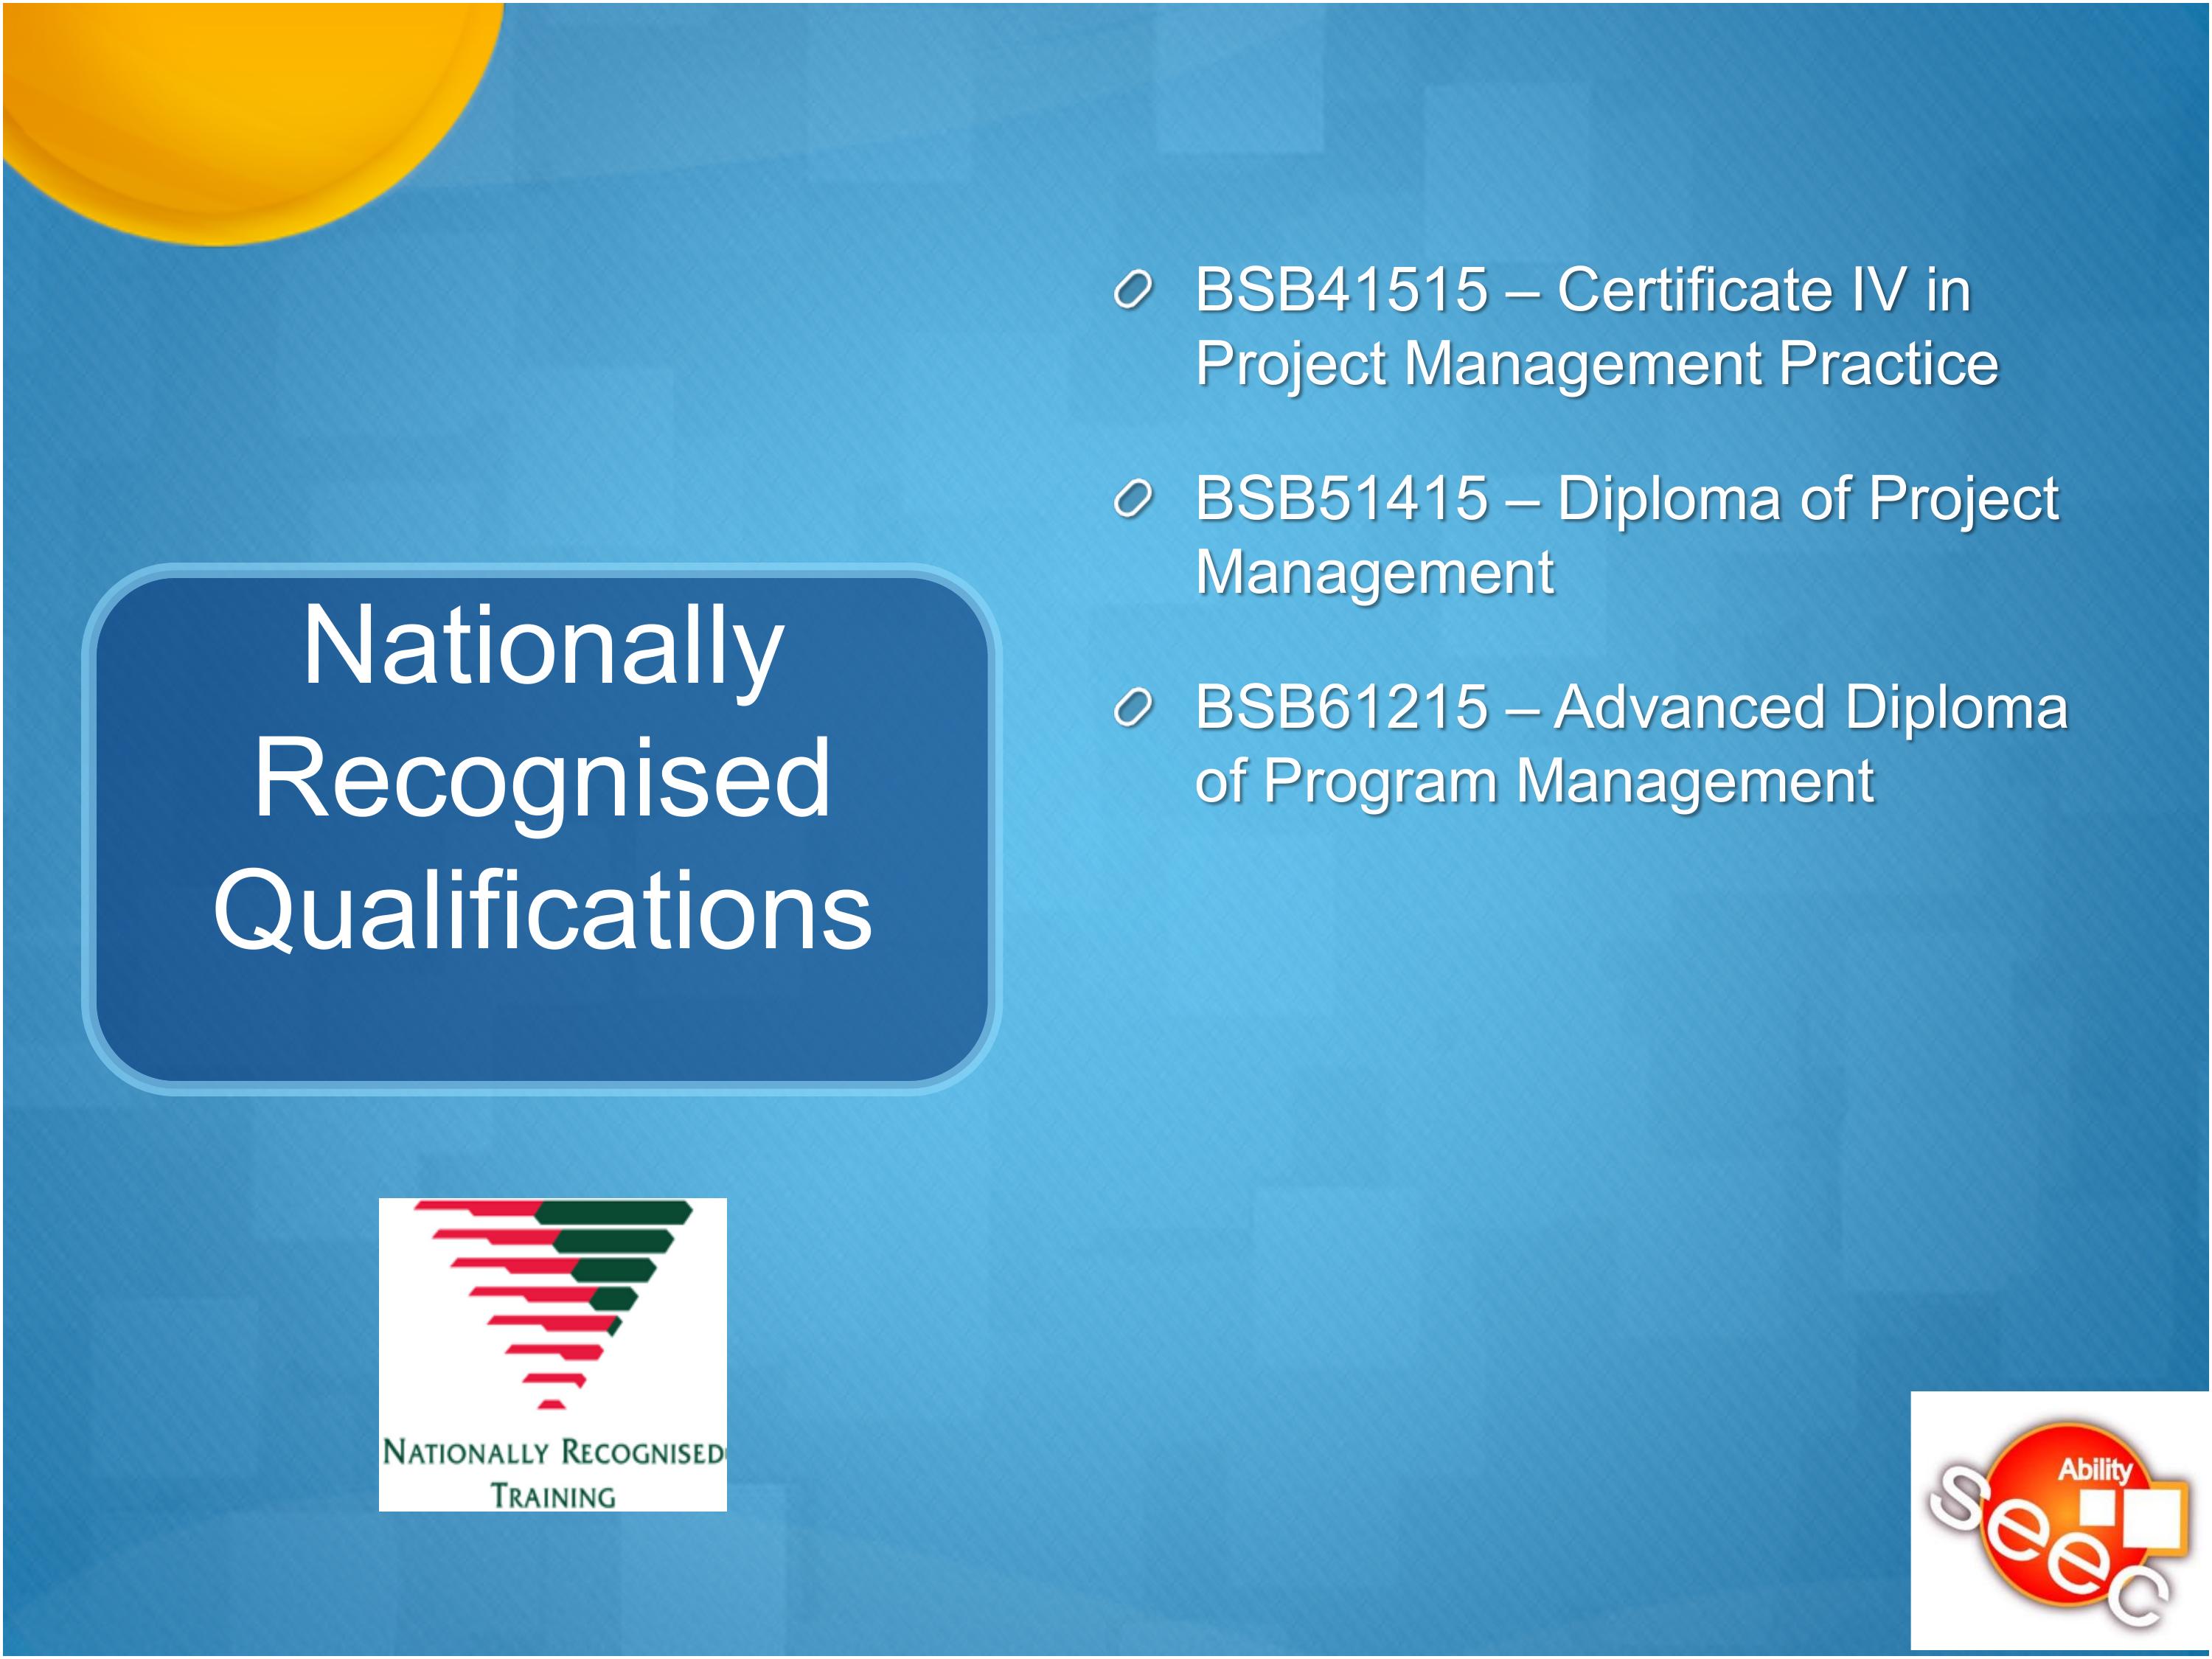 Nationally
Recognised
Qualifications
BSB41515 – Certificate IV in
Project Management Practice
BSB51415 – Diploma of Project
Management
BSB61215 – Advanced Diploma
of Program Management
NATIONALLY RECOGNISED
TRAINING
Ability
seec